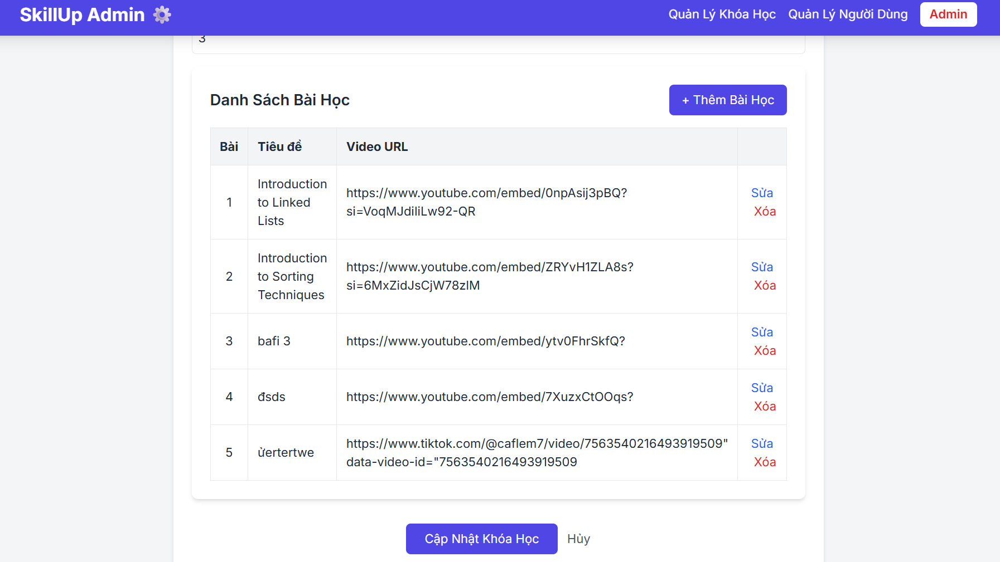 SkillUp Admin ⚙️
Quản Lý Khóa Học Quản Lý Người Dùng Admin
3
Danh Sách Bài Học
+ Thêm Bài Học
Bài Tiêu đề Video URL
1
Introduction
to Linked
Lists
https://www.youtube.com/embed/0npAsij3pBQ?
si=VoqMJdiIiLw92-QR
Sửa
Xóa
2
Introduction
to Sorting
Techniques
https://www.youtube.com/embed/ZRYvH1ZLA8s?
si=6MxZidJsCjW78zIM
Sửa
Xóa
3
bafi 3
https://www.youtube.com/embed/ytv0FhrSkfQ?
Sửa
Xóa
4
đsds
https://www.youtube.com/embed/7XuzxCtOOqs?
Sửa
Xóa
5
ửertertwe
https://www.tiktok.com/@caflem7/video/7563540216493919509"
data-video-id="7563540216493919509
Sửa
Xóa
Cập Nhật Khóa Học Hủy